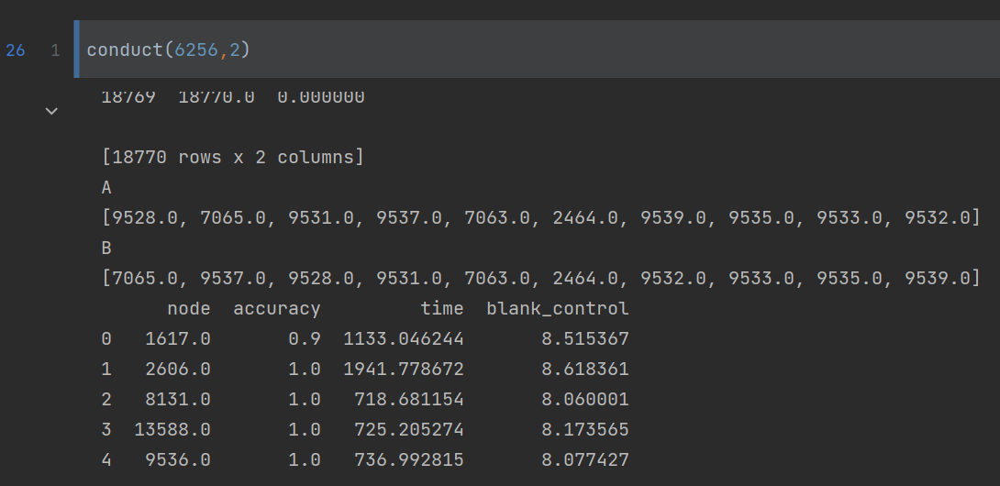 26 1 conduct(6256,2)
18769 18770.0 0.000000
[18770 rows x 2 columns]
A
[9528.0, 7065.0, 9531.0, 9537.0, 7063.0, 2464.0, 9539.0, 9535.0, 9533.0, 9532.0]
B
[7065.0, 9537.0, 9528.0, 9531.0, 7063.0, 2464.0, 9532.0, 9533.0, 9535.0, 9539.0]
node accuracy time blank_control
0 1617.0 0.9 1133.046244 8.515367
1 2606.0 1.0 1941.778672 8.618361
2 8131.0 1.0 718.681154 8.060001
3 13588.0 1.0 725.205274 8.173565
4 9536.0 1.0 736.992815 8.077427